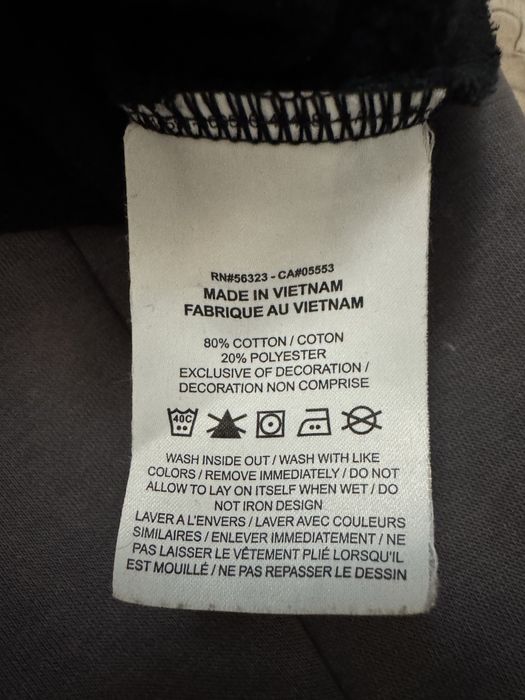 RN#56323 - CA#05553
MADE IN VIETNAM
FABRIQUE AU VIETNAM
80% COTTON / COTON
20% POLYESTER
EXCLUSIVE OF DECORATION /
DECORATION NON COMPRISE
40C
WASH INSIDE OUT / WASH WITH LIKE
COLORS / REMOVE IMMEDIATELY / DO NOT
ALLOW TO LAY ON ITSELF WHEN WET / DO
NOT IRON DESIGN
LAVER A L'ENVERS / LAVER AVEC COULEURS
SIMILAIRES / ENLEVER IMMEDIATEMENT / NE
PAS LAISSER LE VÊTEMENT PLIÉ LORSQU'IL
EST MOUILLÉ / NE PAS REPASSER LE DESSIN